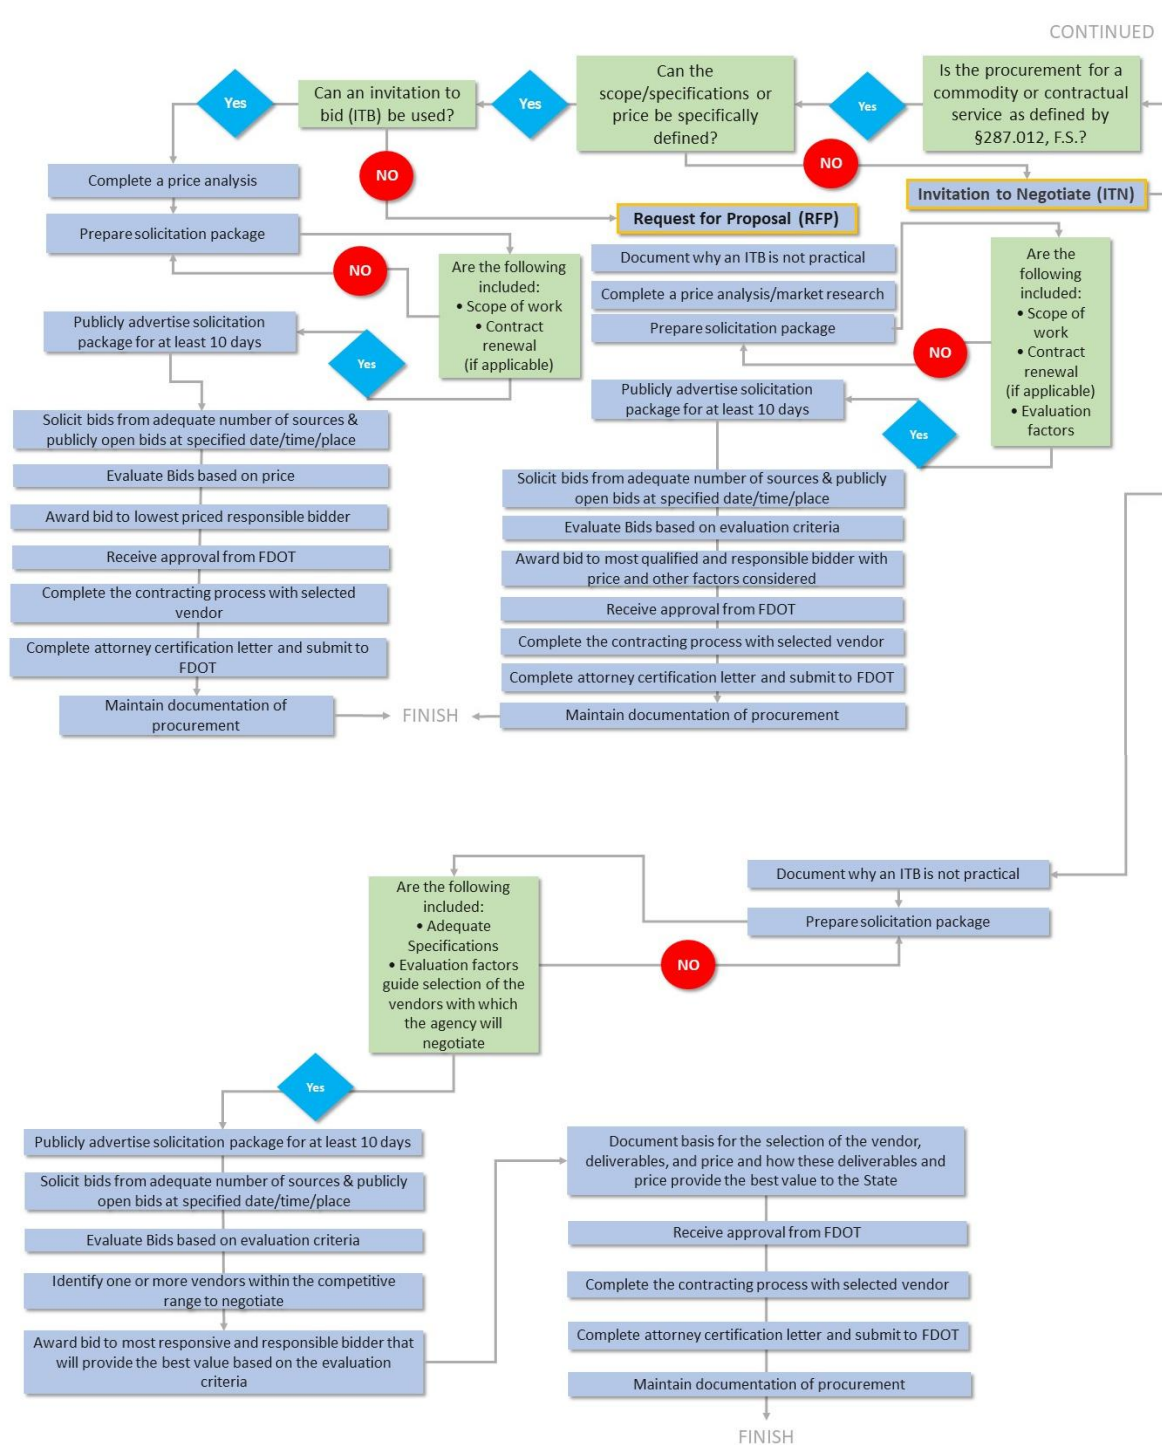 CONTINUED
Is the procurement for a
commodity or contractual
service as defined by
§287.012, F.S.?
Yes
Can the
scope/specifications or
price be specifically
defined?
Yes
Can an invitation to
bid (ITB) be used?
Yes
NO
NO
Invitation to Negotiate (ITN)
Request for Proposal (RFP)
Complete a price analysis
Prepare solicitation package
NO
Are the following
included:
• Scope of work
• Contract
renewal
(if applicable)
Yes
Publicly advertise solicitation
package for at least 10 days
Solicit bids from adequate number of sources &
publicly open bids at specified date/time/place
Evaluate Bids based on price
Award bid to lowest priced responsible bidder
Receive approval from FDOT
Complete the contracting process with selected
vendor
Complete attorney certification letter and submit to
FDOT
Maintain documentation of
procurement
FINISH
Document why an ITB is not practical
Complete a price analysis/market research
Prepare solicitation package
NO
Are the
following
included:
• Scope of
work
• Contract
renewal
(if applicable)
• Evaluation
factors
Yes
Publicly advertise solicitation
package for at least 10 days
Solicit bids from adequate number of sources & publicly
open bids at specified date/time/place
Evaluate Bids based on evaluation criteria
Award bid to most qualified and responsible bidder with
price and other factors considered
Receive approval from FDOT
Complete the contracting process with selected vendor
Complete attorney certification letter and submit to FDOT
Maintain documentation of procurement
Document why an ITB is not practical
Prepare solicitation package
Are the following
included:
• Adequate
Specifications
• Evaluation factors
guide selection of the
vendors with which
the agency will
negotiate
NO
Yes
Publicly advertise solicitation package for at least 10 days
Solicit bids from adequate number of sources & publicly
open bids at specified date/time/place
Evaluate Bids based on evaluation criteria
Identify one or more vendors within the competitive
range to negotiate
Award bid to most responsive and responsible bidder that
will provide the best value based on the evaluation
criteria
Document basis for the selection of the vendor,
deliverables, and price and how these deliverables and
price provide the best value to the State
Receive approval from FDOT
Complete the contracting process with selected vendor
Complete attorney certification letter and submit to FDOT
Maintain documentation of procurement
FINISH